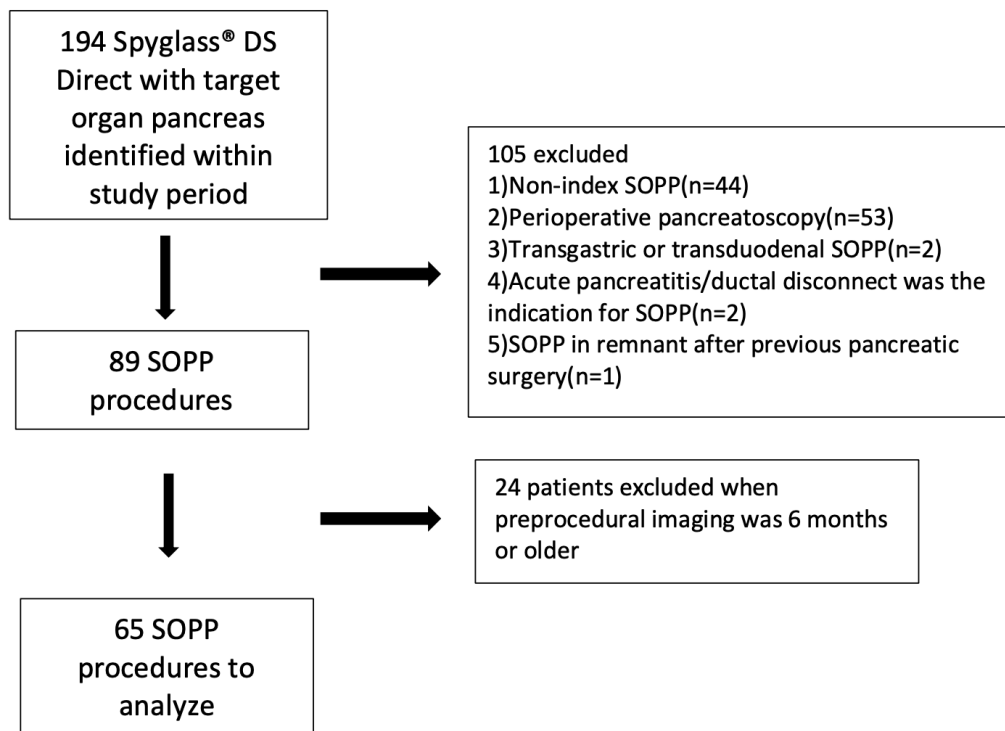 194 Spyglass® DS
Direct with target
organ pancreas
identified within
study period
105 excluded
1)Non-index SOPP(n=44)
2)Perioperative pancreatoscopy(n=53)
3)Transgastric or transduodenal SOPP(n=2)
4)Acute pancreatitis/ductal disconnect was the
indication for SOPP(n=2)
5)SOPP in remnant after previous pancreatic
surgery(n=1)
89 SOPP
procedures
24 patients excluded when
preprocedural imaging was 6 months
or older
65 SOPP
procedures to
analyze